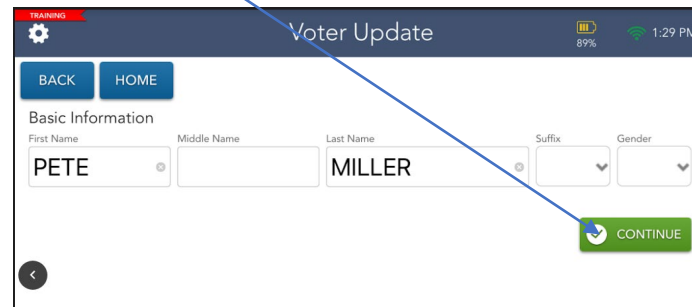 TRAINING
Voter Update
89%
1:29 PM
BACK HOME
Basic Information
First Name Middle Name Last Name Suffix Gender
PETE MILLER
CONTINUE